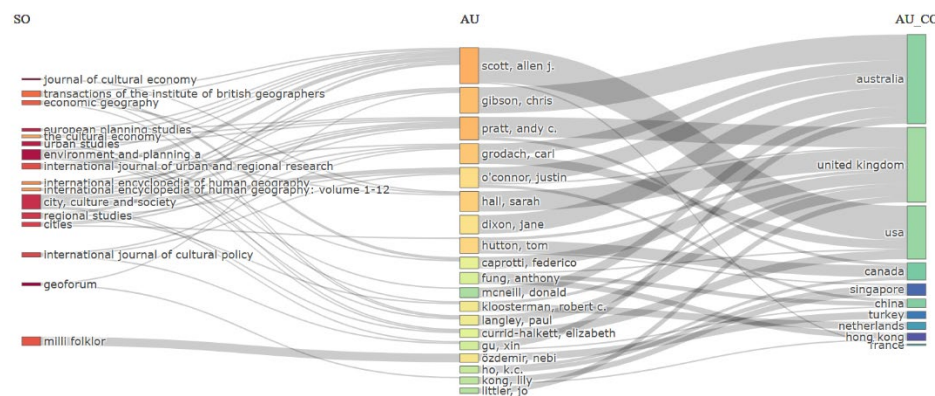 SO
AU
AU_CO
journal of cultural economy
transactions of the institute of british geographers
economic geography
european planning studies
the cultural economy
urban studies
environment and planning a
international journal of urban and regional research
international encyclopedia of human geography
international encyclopedia of human geography: volume 1-12
city, culture and society
regional studies
cities
international journal of cultural policy
geoforum
milli folklor
scott, allen j.
gibson, chris
pratt, andy c.
grodach, carl
o'connor, justin
hall, sarah
dixon, jane
hutton, tom
caprotti, federico
fung, anthony
mcneill, donald
kloosterman, robert c.
langley, paul
currid-halkett, elizabeth
gu, xin
özdemir, nebi
ho, k.c.
kong, lily
littler, jo
australia
united kingdom
usa
canada
singapore
china
turkey
netherlands
hong kong
france